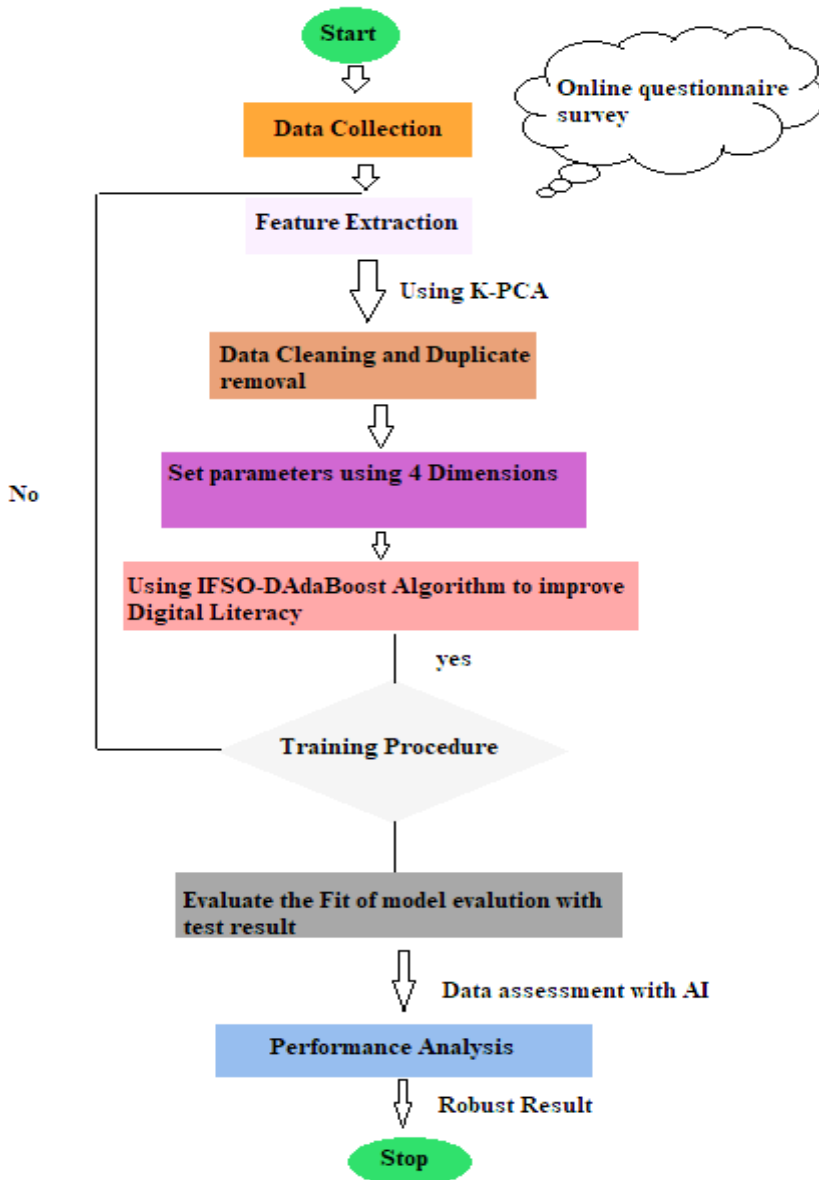 Start
Online questionnaire
survey
Data Collection
Feature Extraction
Using K-PCA
Data Cleaning and Duplicate
removal
Set parameters using 4 Dimensions
No
Using IFSO-DAdaBoost Algorithm to improve
Digital Literacy
yes
Training Procedure
Evaluate the Fit of model evalution with
test result
Data assessment with AI
Performance Analysis
Robust Result
Stop